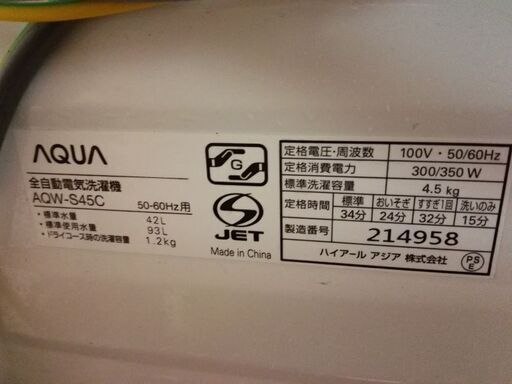 AQUA
全自動電気洗濯機
AQW-S45C 50-60Hz用
・標準水量 42L
・標準使用水量 93L
・ドライコース時の洗濯容量 1.2kg
G
S
JET
Made in China
定格電圧・周波数 100V・50/60Hz
定格消費電力 300/350W
標準洗濯容量 4.5kg
定格時間 標準 おいそぎ すすぎ1回 洗いのみ
34分 24分 32分 15分
製造番号 214958
ハイアール アジア 株式会社
PS
E